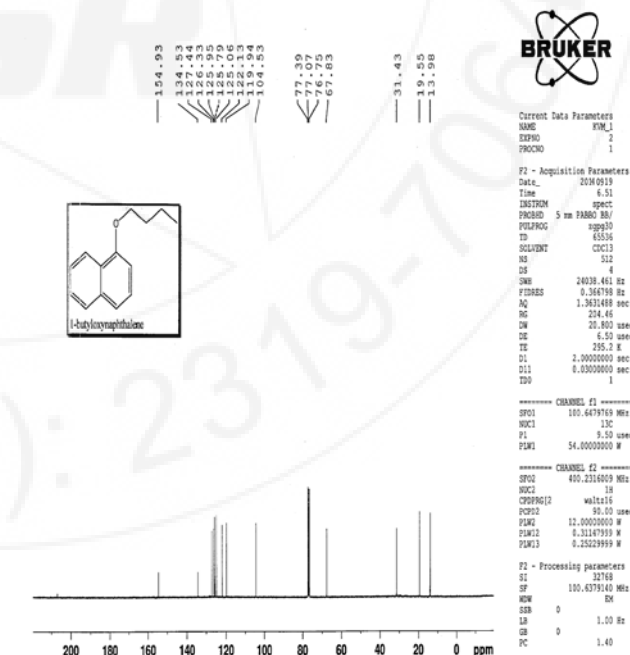 154.93
134.53
127.44
126.33
125.95
125.79
125.06
122.13
119.94
104.53
77.39
77.07
76.75
67.83
31.43
19.55
13.98
BRUKER
Current Data Parameters
NAME KVM_1
EXPNO 2
PROCNO 1
F2 - Acquisition Parameters
Date_ 20140919
Time 6.51
INSTRUM spect
PROBHD 5 mm PABBO BB/
PULPROG zgpg30
TD 65536
SOLVENT CDCl3
NS 512
DS 4
SWH 24038.461 Hz
FIDRES 0.366798 Hz
AQ 1.3631488 sec
RG 204.46
DW 20.800 usec
DE 6.50 usec
TE 295.2 K
D1 2.00000000 sec
D11 0.03000000 sec
TD0 1
======== CHANNEL f1 ========
SFO1 100.6479769 MHz
NUC1 13C
P1 9.50 usec
PLW1 54.00000000 W
======== CHANNEL f2 ========
SFO2 400.2316009 MHz
NUC2 1H
CPDPRG[2 waltz16
PCPD2 90.00 usec
PLW2 12.00000000 W
PLW12 0.31147999 W
PLW13 0.25229999 W
F2 - Processing parameters
SI 32768
SF 100.6379140 MHz
WDW EM
SSB 0
LB 1.00 Hz
GB 0
PC 1.40
O
1-butyloxynaphthalene
200 180 160 140 120 100 80 60 40 20 0 ppm
): 2319-706